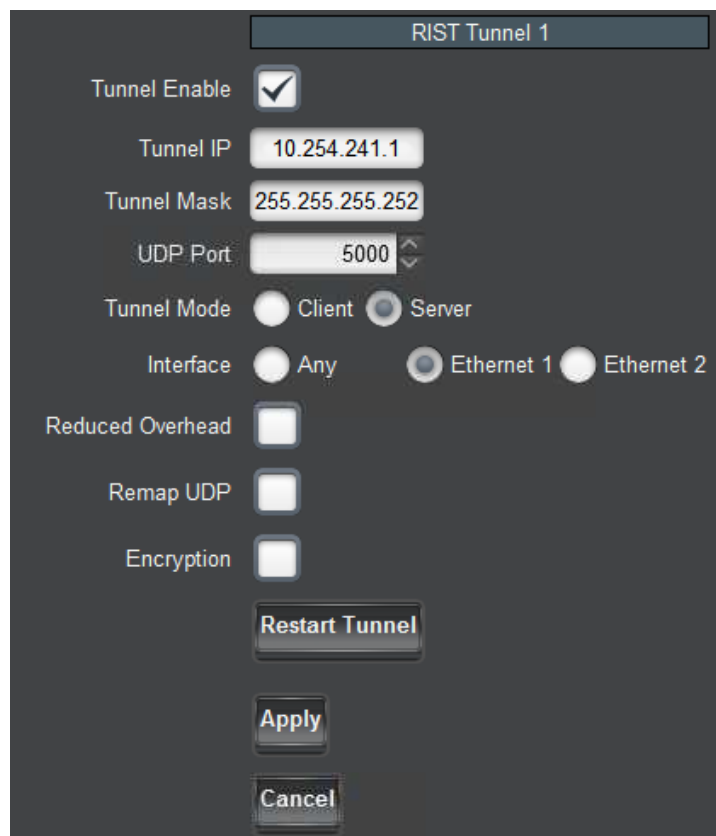 RIST Tunnel 1
Tunnel Enable
Tunnel IP 10.254.241.1
Tunnel Mask 255.255.255.252
UDP Port 5000
Tunnel Mode Client Server
Interface Any Ethernet 1 Ethernet 2
Reduced Overhead
Remap UDP
Encryption
Restart Tunnel
Apply
Cancel